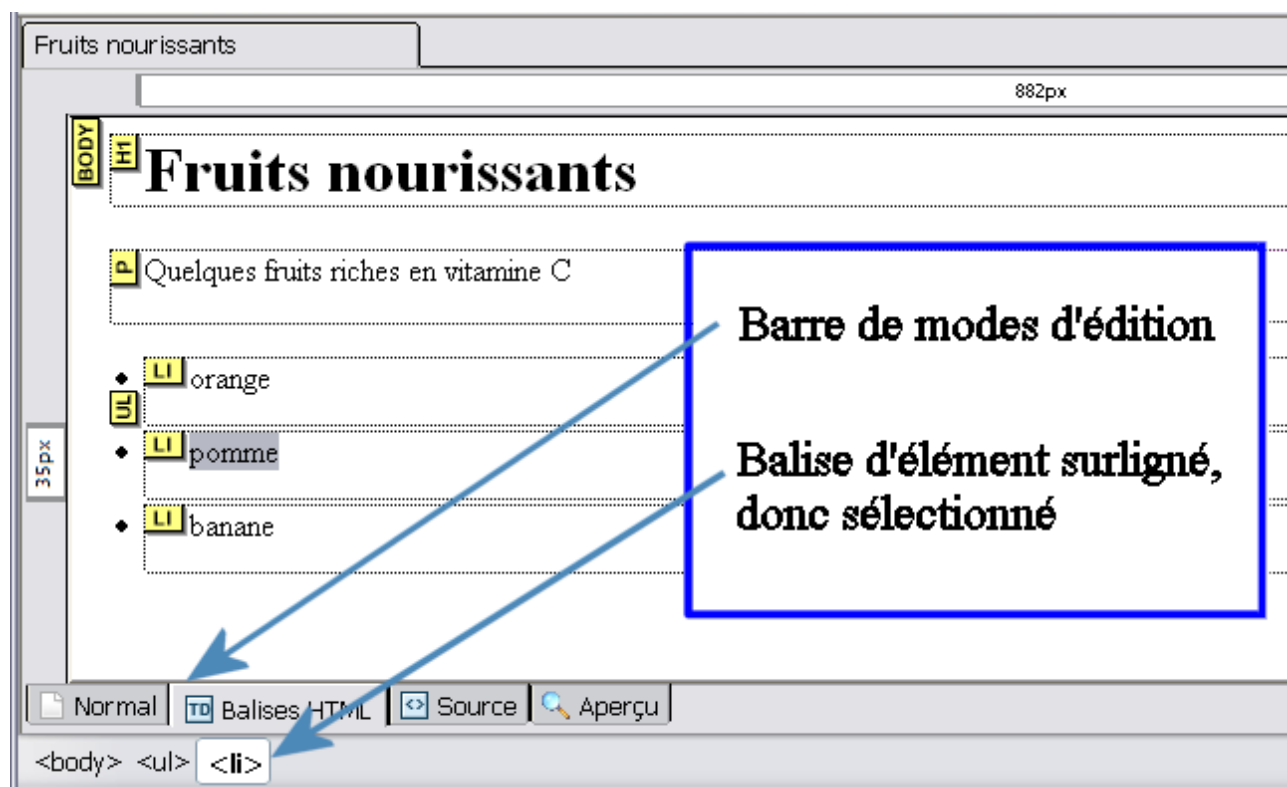 Fruits nourissants
882px
BODY
H1
Fruits nourissants
P
Quelques fruits riches en vitamine C
Barre de modes d'édition
LI orange
UL
35px
LI pomme
Balise d'élément surligné,
donc sélectionné
LI banane
Normal TD Balises HTML <> Source Aperçu
<body> <ul> <li>